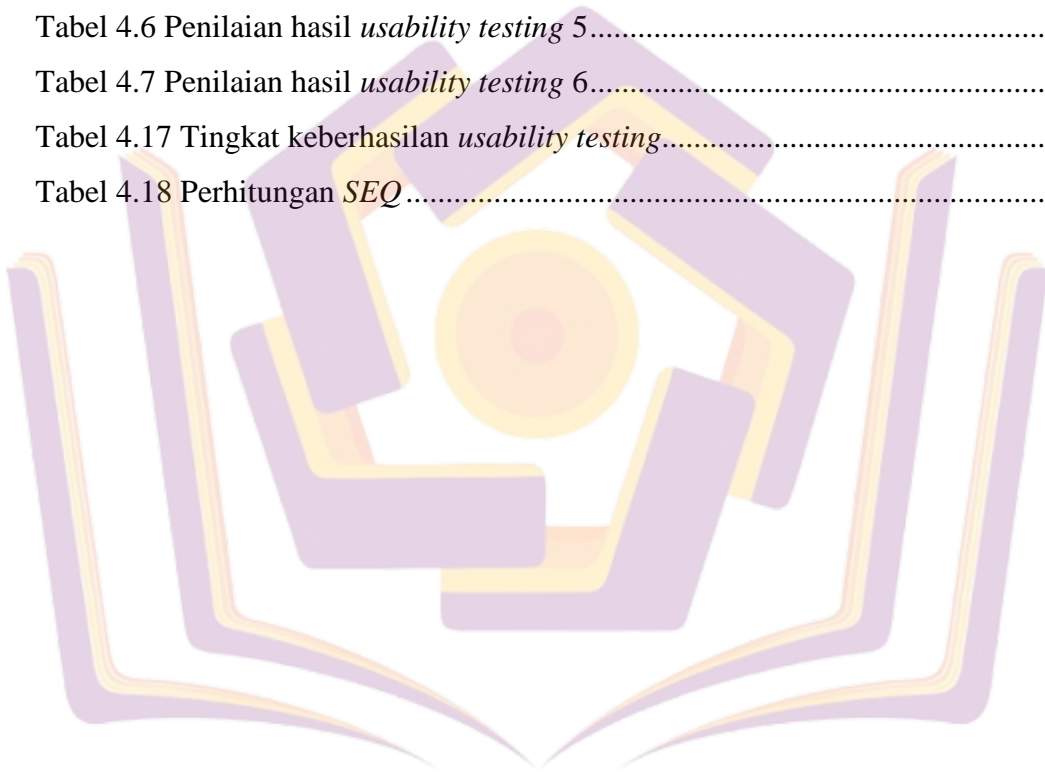 Tabel 4.6 Penilaian hasil usability testing 5........................................................
Tabel 4.7 Penilaian hasil usability testing 6........................................................
Tabel 4.17 Tingkat keberhasilan usability testing...............................................
Tabel 4.18 Perhitungan SEQ................................................................................